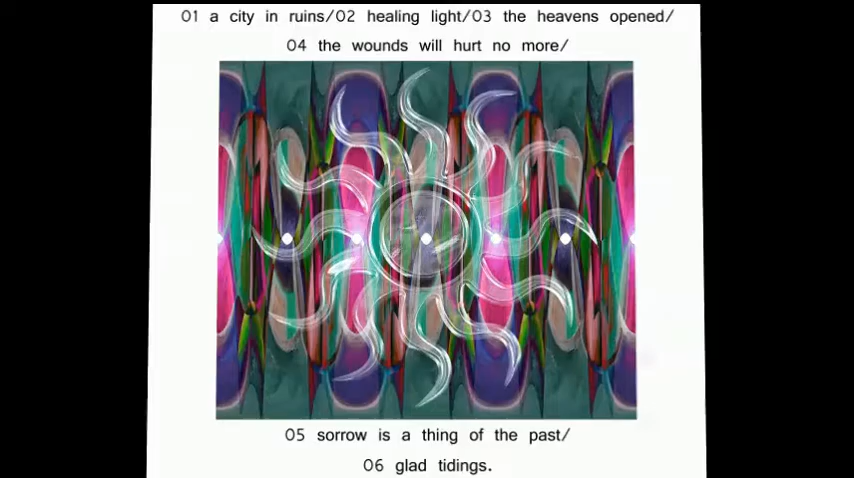 01 a city in ruins/02 healing light/03 the heavens opened/
04 the wounds will hurt no more/
05 sorrow is a thing of the past/
06 glad tidings.